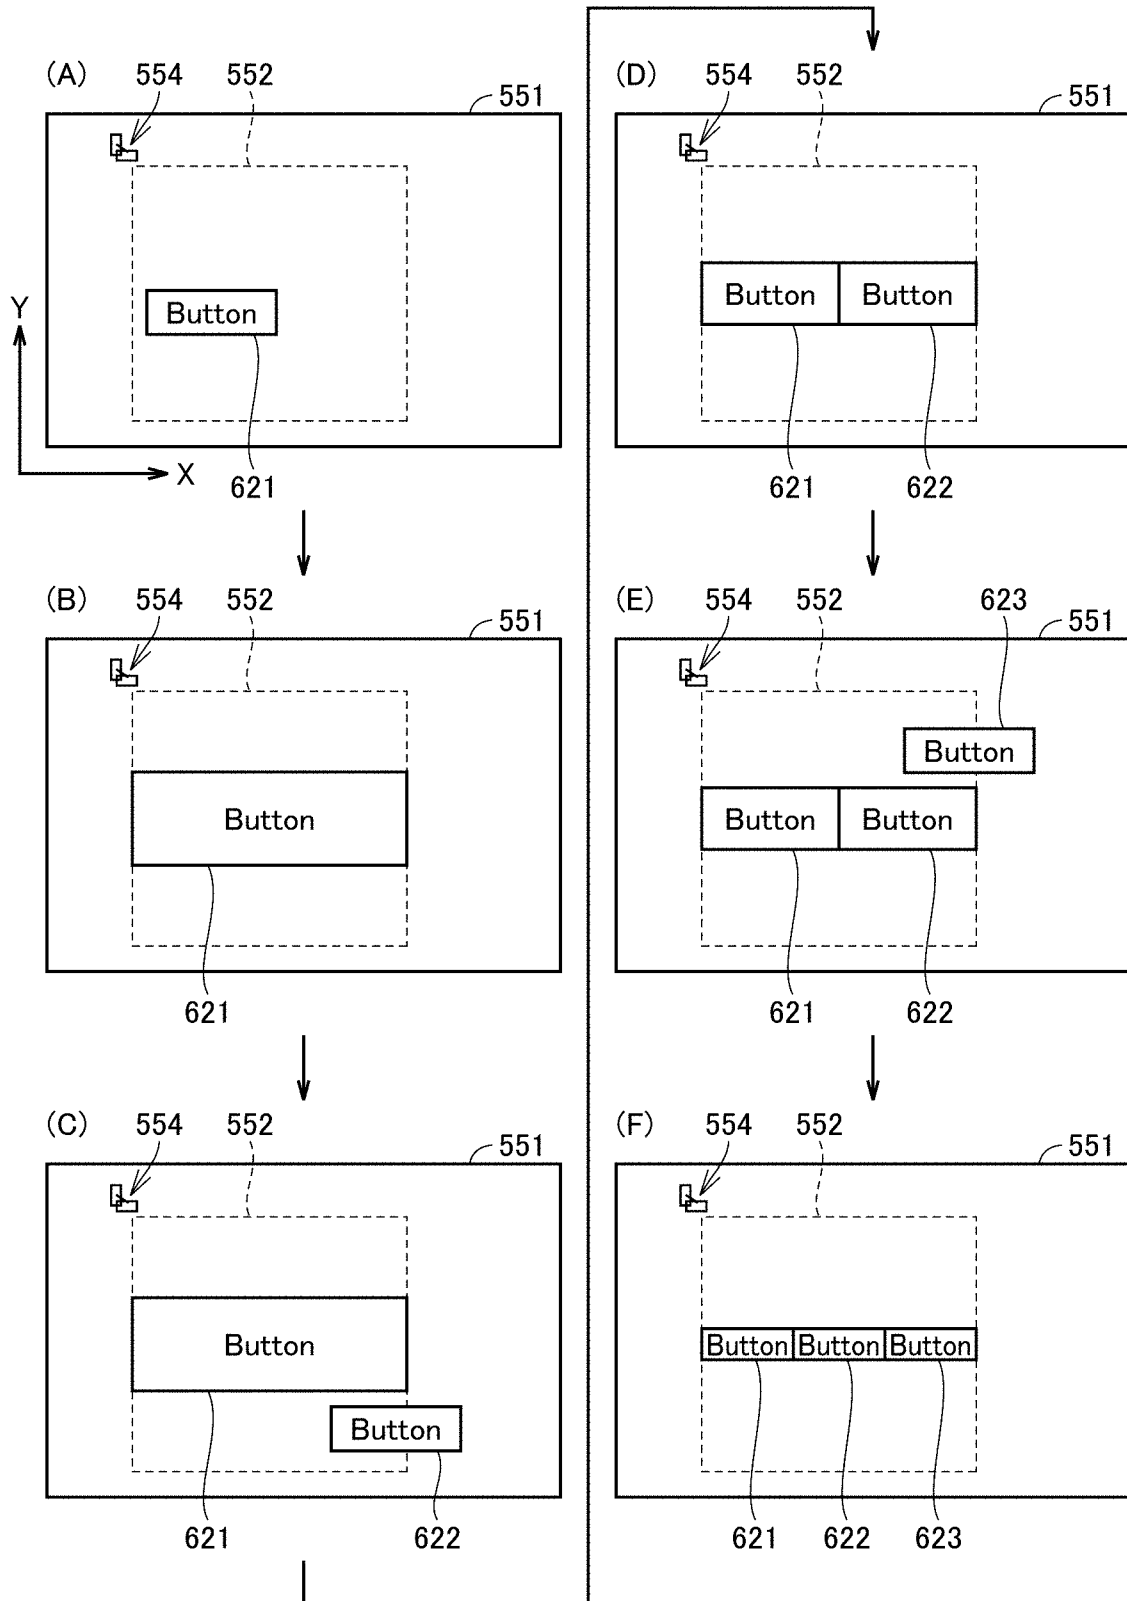 (A) 554 552 551
Button
Y
X
621
(B) 554 552 551
Button
621
(C) 554 552 551
Button
Button
621 622
(D) 554 552 551
Button Button
621 622
(E) 554 552 623 551
Button
Button Button
621 622
(F) 554 552 551
Button Button Button
621 622 623